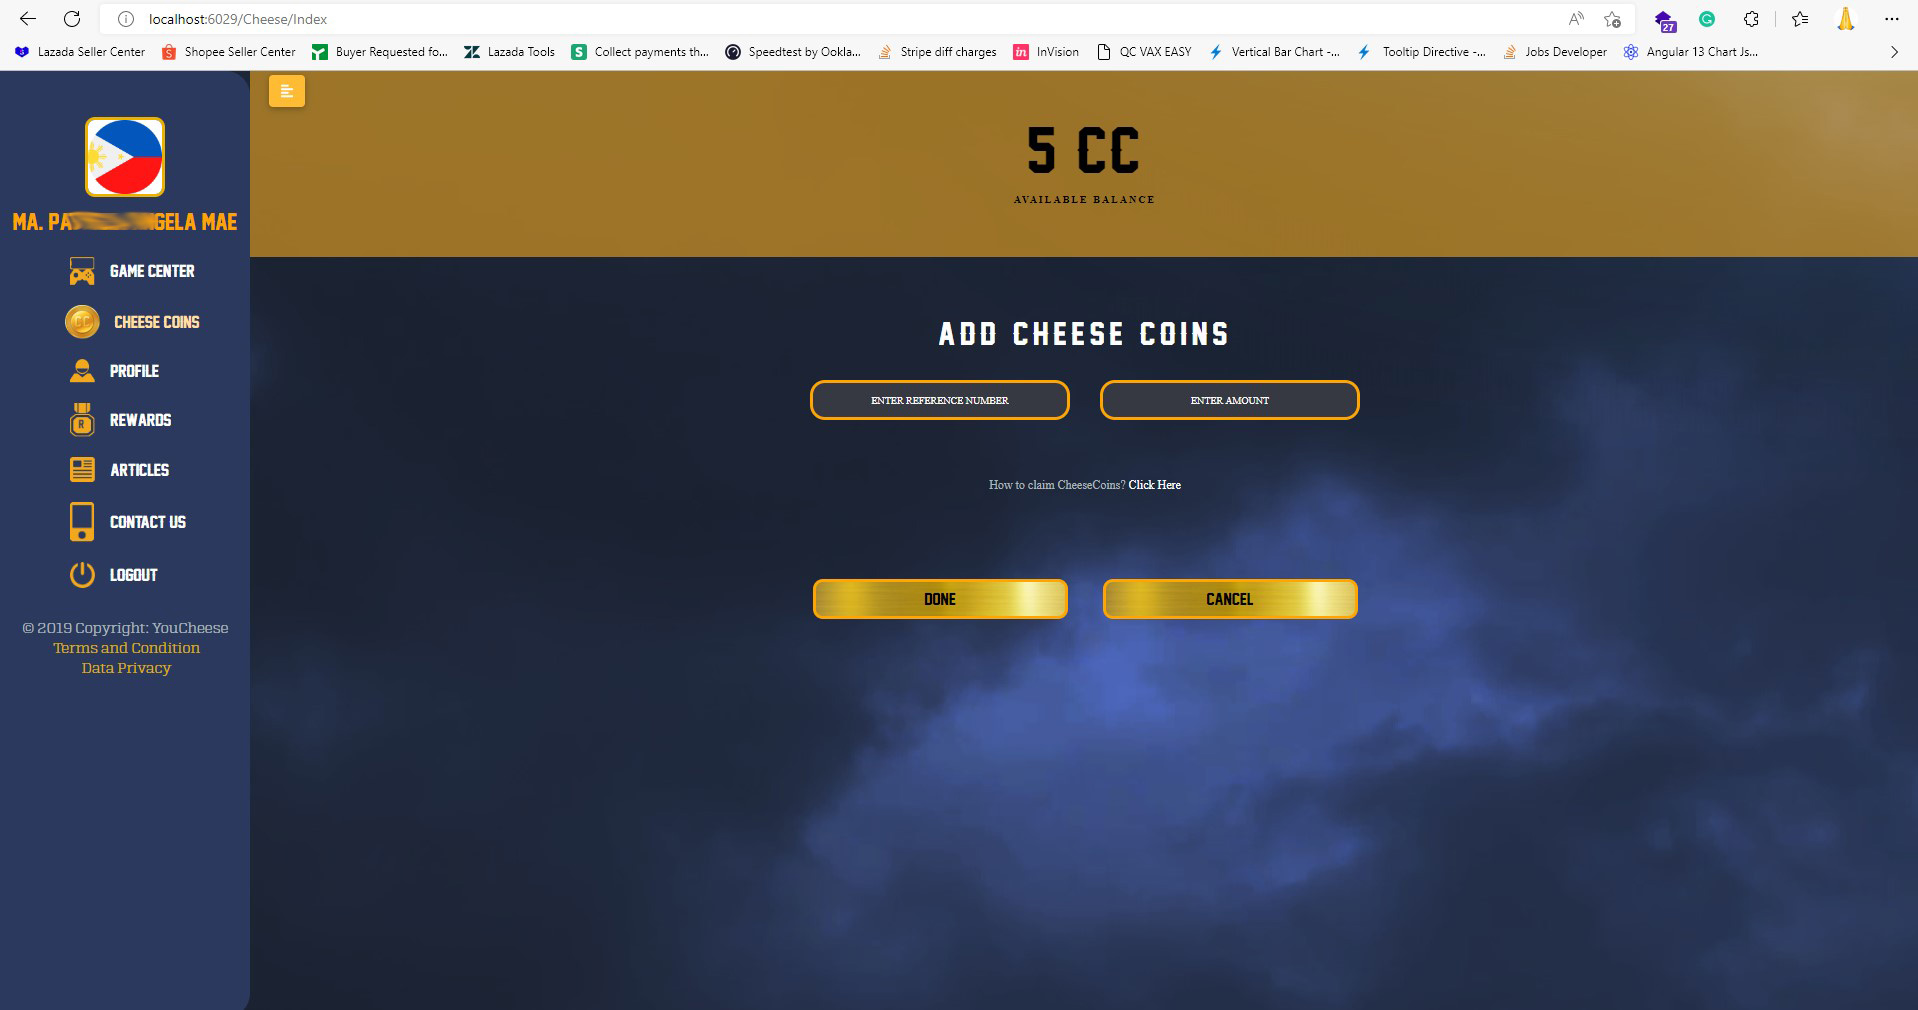 localhost:6029/Cheese/Index
27
Lazada Seller Center
Shopee Seller Center
Buyer Requested fo...
Lazada Tools
Collect payments th...
Speedtest by Ookla...
Stripe diff charges
in InVision
QC VAX EASY
Vertical Bar Chart -...
Tooltip Directive -...
Jobs Developer
Angular 13 Chart Js...
MA. PA GELA MAE
GAME CENTER
CC CHEESE COINS
PROFILE
R REWARDS
ARTICLES
CONTACT US
LOGOUT
© 2019 Copyright: YouCheese
Terms and Condition
Data Privacy
5 CC
AVAILABLE BALANCE
ADD CHEESE COINS
ENTER REFERENCE NUMBER
ENTER AMOUNT
How to claim CheeseCoins? Click Here
DONE
CANCEL